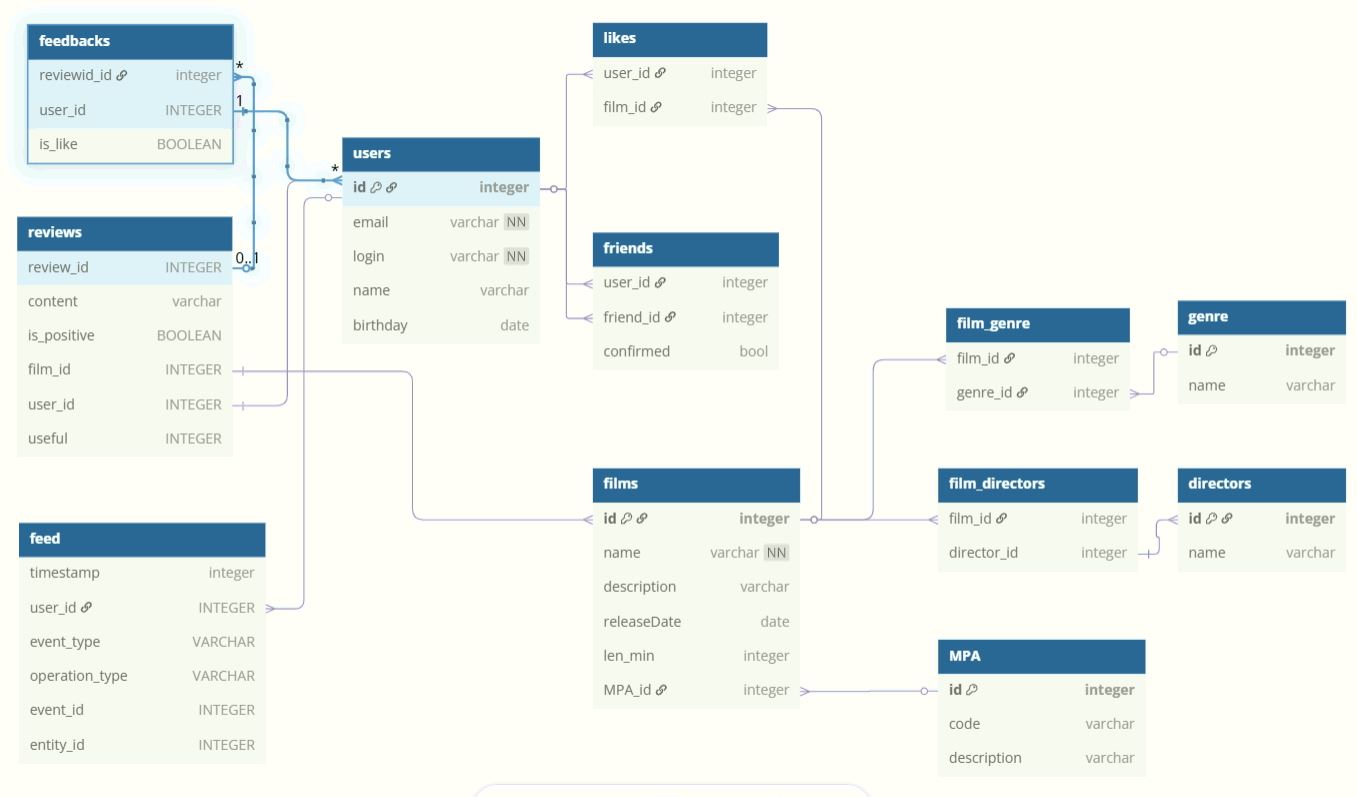 feedbacks
reviewid_id integer
user_id INTEGER
is_like BOOLEAN
*
1
*
0..1
reviews
review_id INTEGER
content varchar
is_positive BOOLEAN
film_id INTEGER
user_id INTEGER
useful INTEGER
feed
timestamp integer
user_id INTEGER
event_type VARCHAR
operation_type VARCHAR
event_id INTEGER
entity_id INTEGER
users
id integer
email varchar NN
login varchar NN
name varchar
birthday date
likes
user_id integer
film_id integer
friends
user_id integer
friend_id integer
confirmed bool
films
id integer
name varchar NN
description varchar
releaseDate date
len_min integer
MPA_id integer
film_genre
film_id integer
genre_id integer
genre
id integer
name varchar
film_directors
film_id integer
director_id integer
directors
id integer
name varchar
MPA
id integer
code varchar
description varchar